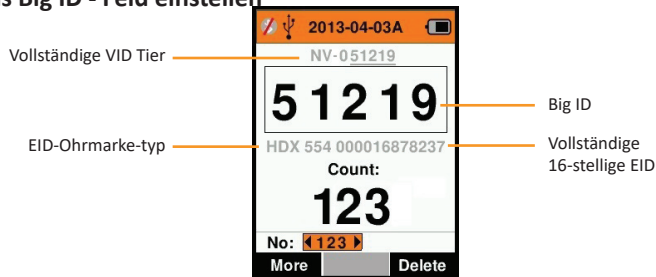 s Big ID - Feld einstellen
2013-04-03A
Vollständige VID Tier
NV-051219
51219
Big ID
EID-Ohrmarke-typ
HDX 554 000016878237
Vollständige
16-stellige EID
Count:
123
No: 123
More Delete